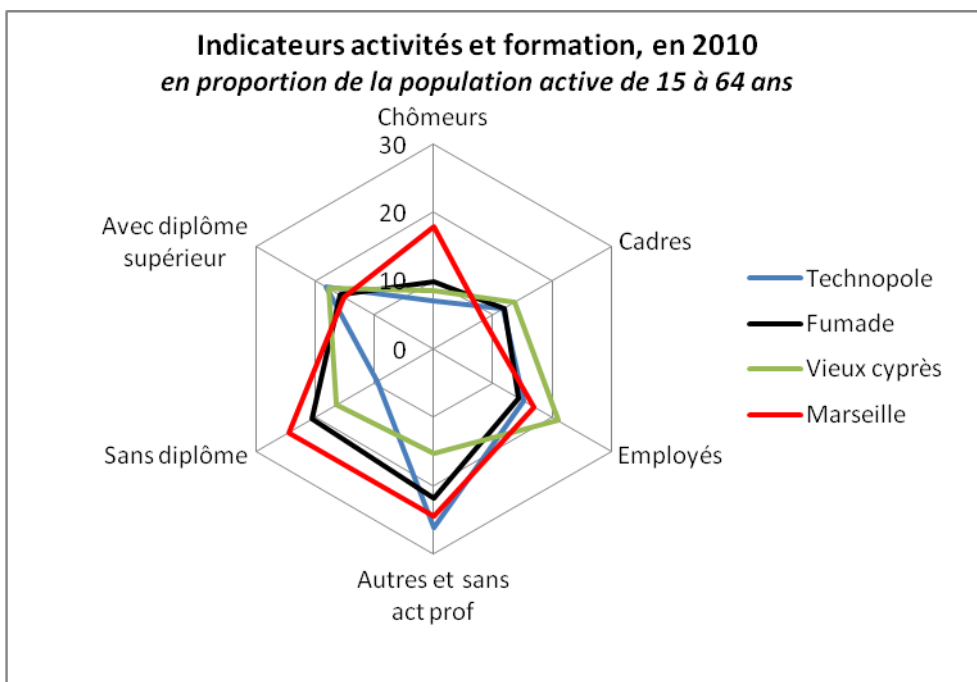 Indicateurs activités et formation, en 2010
en proportion de la population active de 15 à 64 ans
Chômeurs
30
20
10
0
Avec diplôme
supérieur
Cadres
Sans diplôme
Employés
Autres et sans
act prof
Technopole
Fumade
Vieux cyprès
Marseille